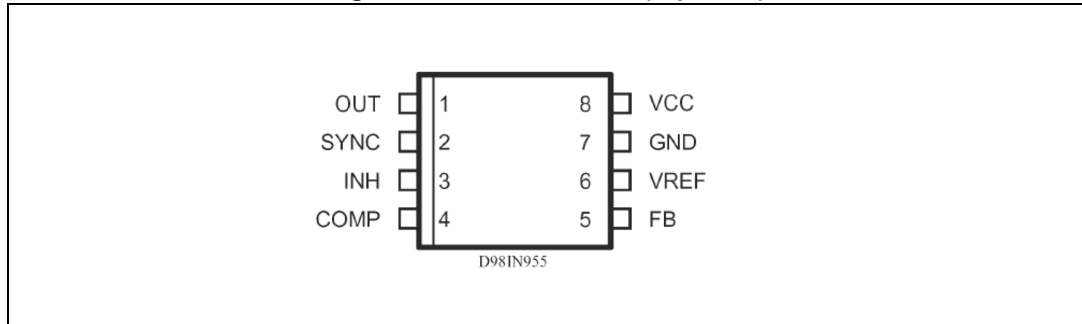 OUT 1 8 VCC
SYNC 2 7 GND
INH 3 6 VREF
COMP 4 5 FB
D98IN955